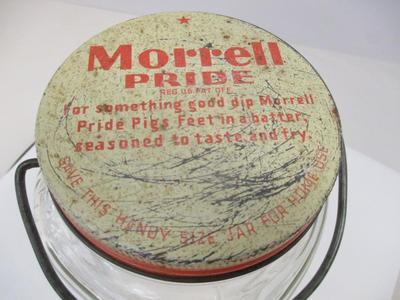 Morrell
PRIDE
REG. US. PAT. OFF.
For something good dip Morrell
Pride Pigs Feet in a batter,
seasoned to taste and fry.
SAVE THIS HANDY SIZE JAR FOR HOME USE